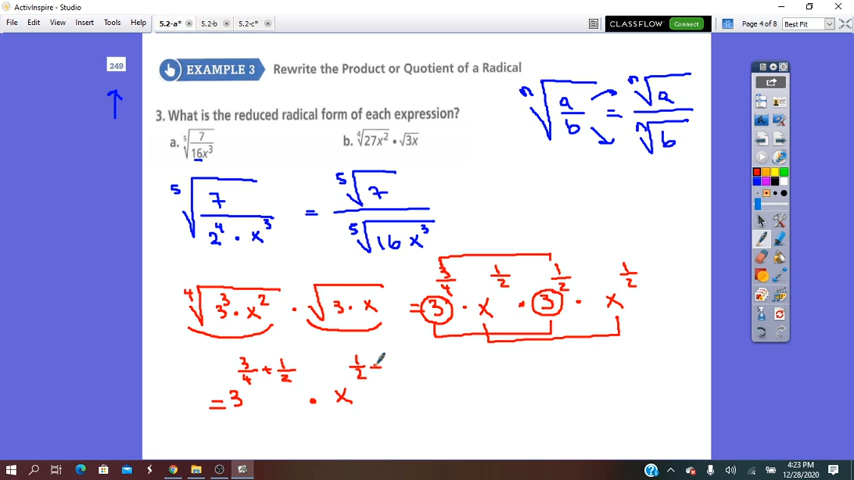 ActivInspire - Studio
File Edit View Insert Tools Help
5.2-a* 5.2-b 5.2-c*
CLASSFLOW Connect
Page 4 of 8 Best Fit
249
EXAMPLE 3 Rewrite the Product or Quotient of a Radical
3. What is the reduced radical form of each expression?
a. ⁵√(7/(16x³)) b. ⁴√(27x²) • √(3x)
ⁿ√(a/b) = ⁿ√a / ⁿ√b
⁵√(7/(2⁴ • x³)) = ⁵√7 / ⁵√(16x³)
⁴√(3³ • x²) • √(3 • x) = 3^(3/4) • x^(1/2) • 3^(1/2) • x^(1/2)
= 3^(3/4 + 1/2) • x^(1/2
4:23 PM
12/28/2020